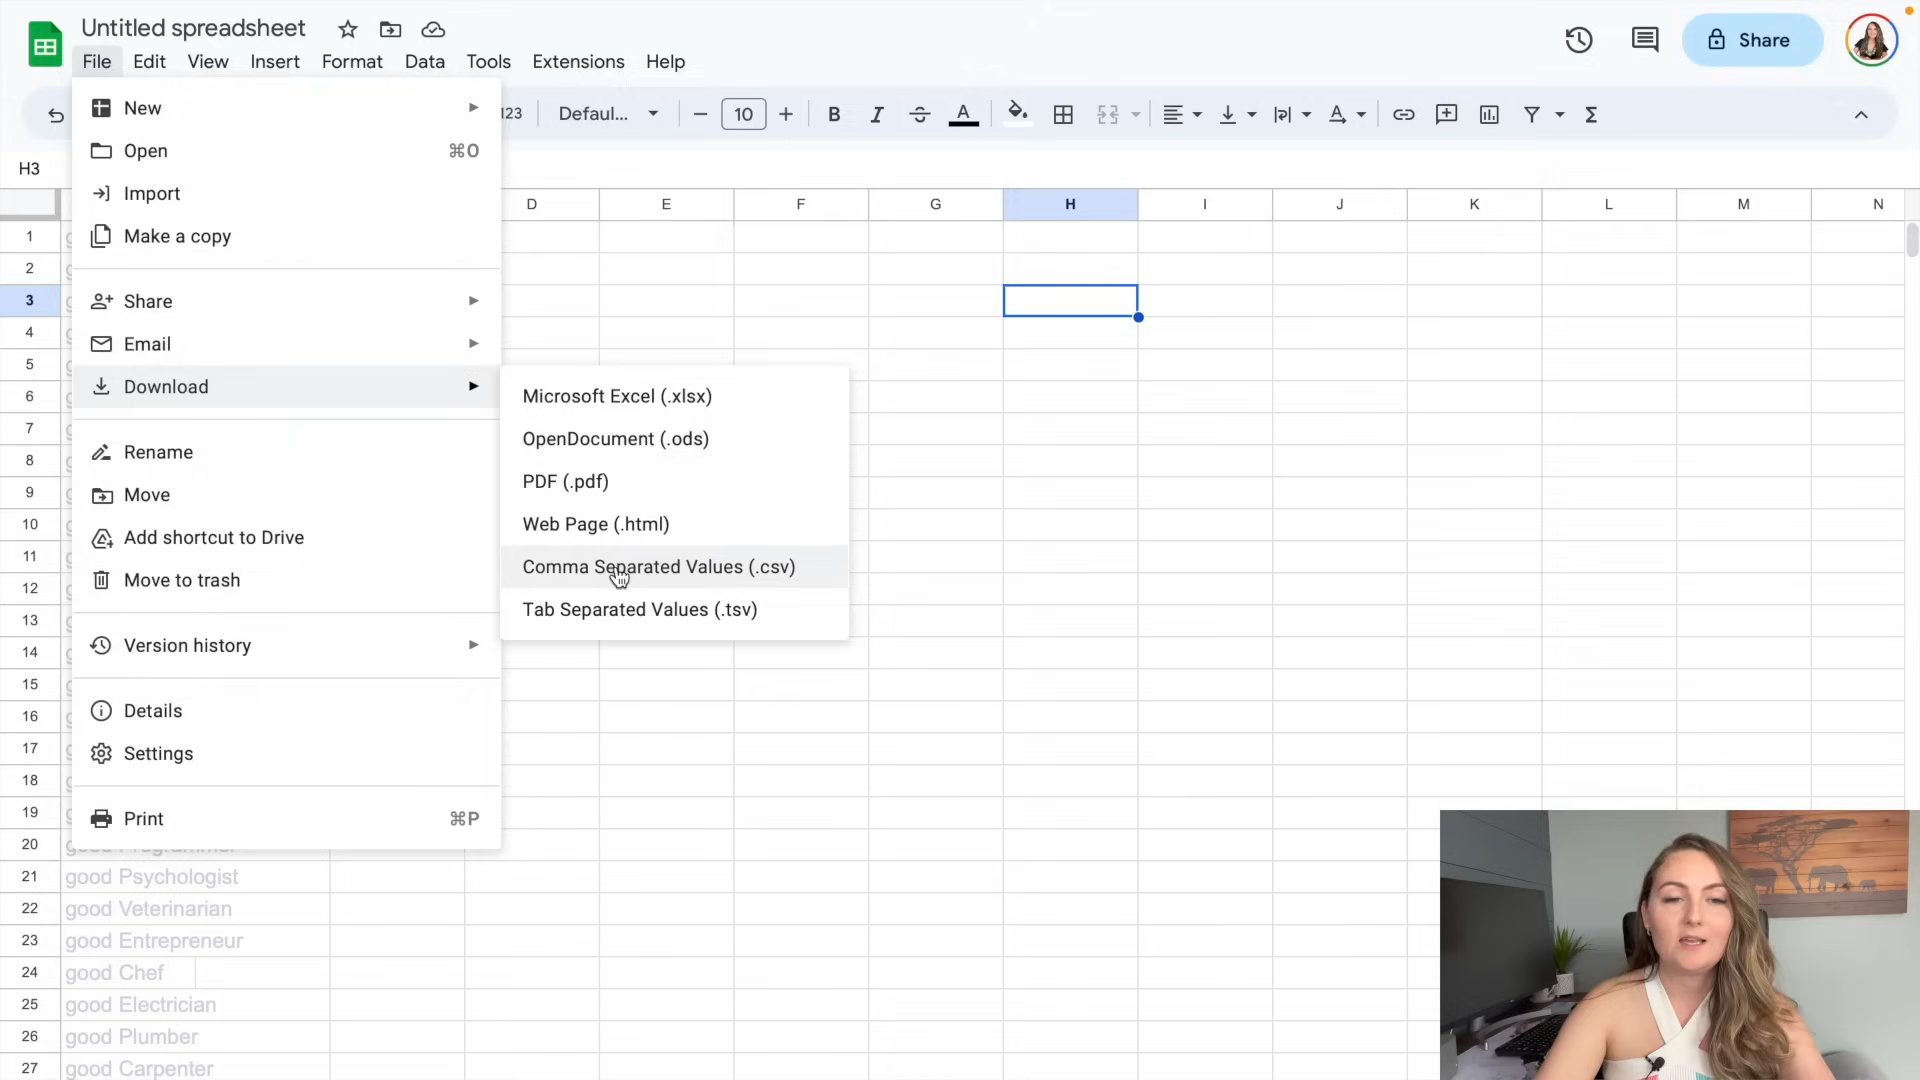 Untitled spreadsheet
Share
File Edit View Insert Format Data Tools Extensions Help
123 Defaul... 10
H3
New
Open ⌘O
Import
Make a copy
Share
Email
Download
Rename
Move
Add shortcut to Drive
Move to trash
Version history
Details
Settings
Print ⌘P
Microsoft Excel (.xlsx)
OpenDocument (.ods)
PDF (.pdf)
Web Page (.html)
Comma Separated Values (.csv)
Tab Separated Values (.tsv)
D E F G H I J K L M N
1
2
3
4
5
6
7
8
9
10
11
12
13
14
15
16
17
18
19
20
21 good Psychologist
22 good Veterinarian
23 good Entrepreneur
24 good Chef
25 good Electrician
26 good Plumber
27 good Carpenter